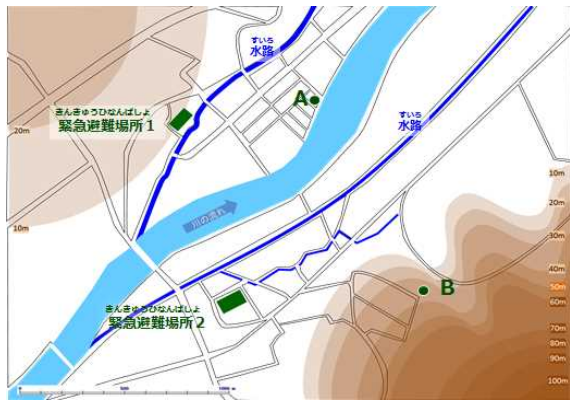 すいろ
水路
A
きんきゅうひなんばしょ
緊急避難場所1
すいろ
水路
20m
10m
川の流れ
10m
20m
30m
40m
50m
60m
70m
80m
90m
100m
B
きんきゅうひなんばしょ
緊急避難場所2
0
500
1000 m